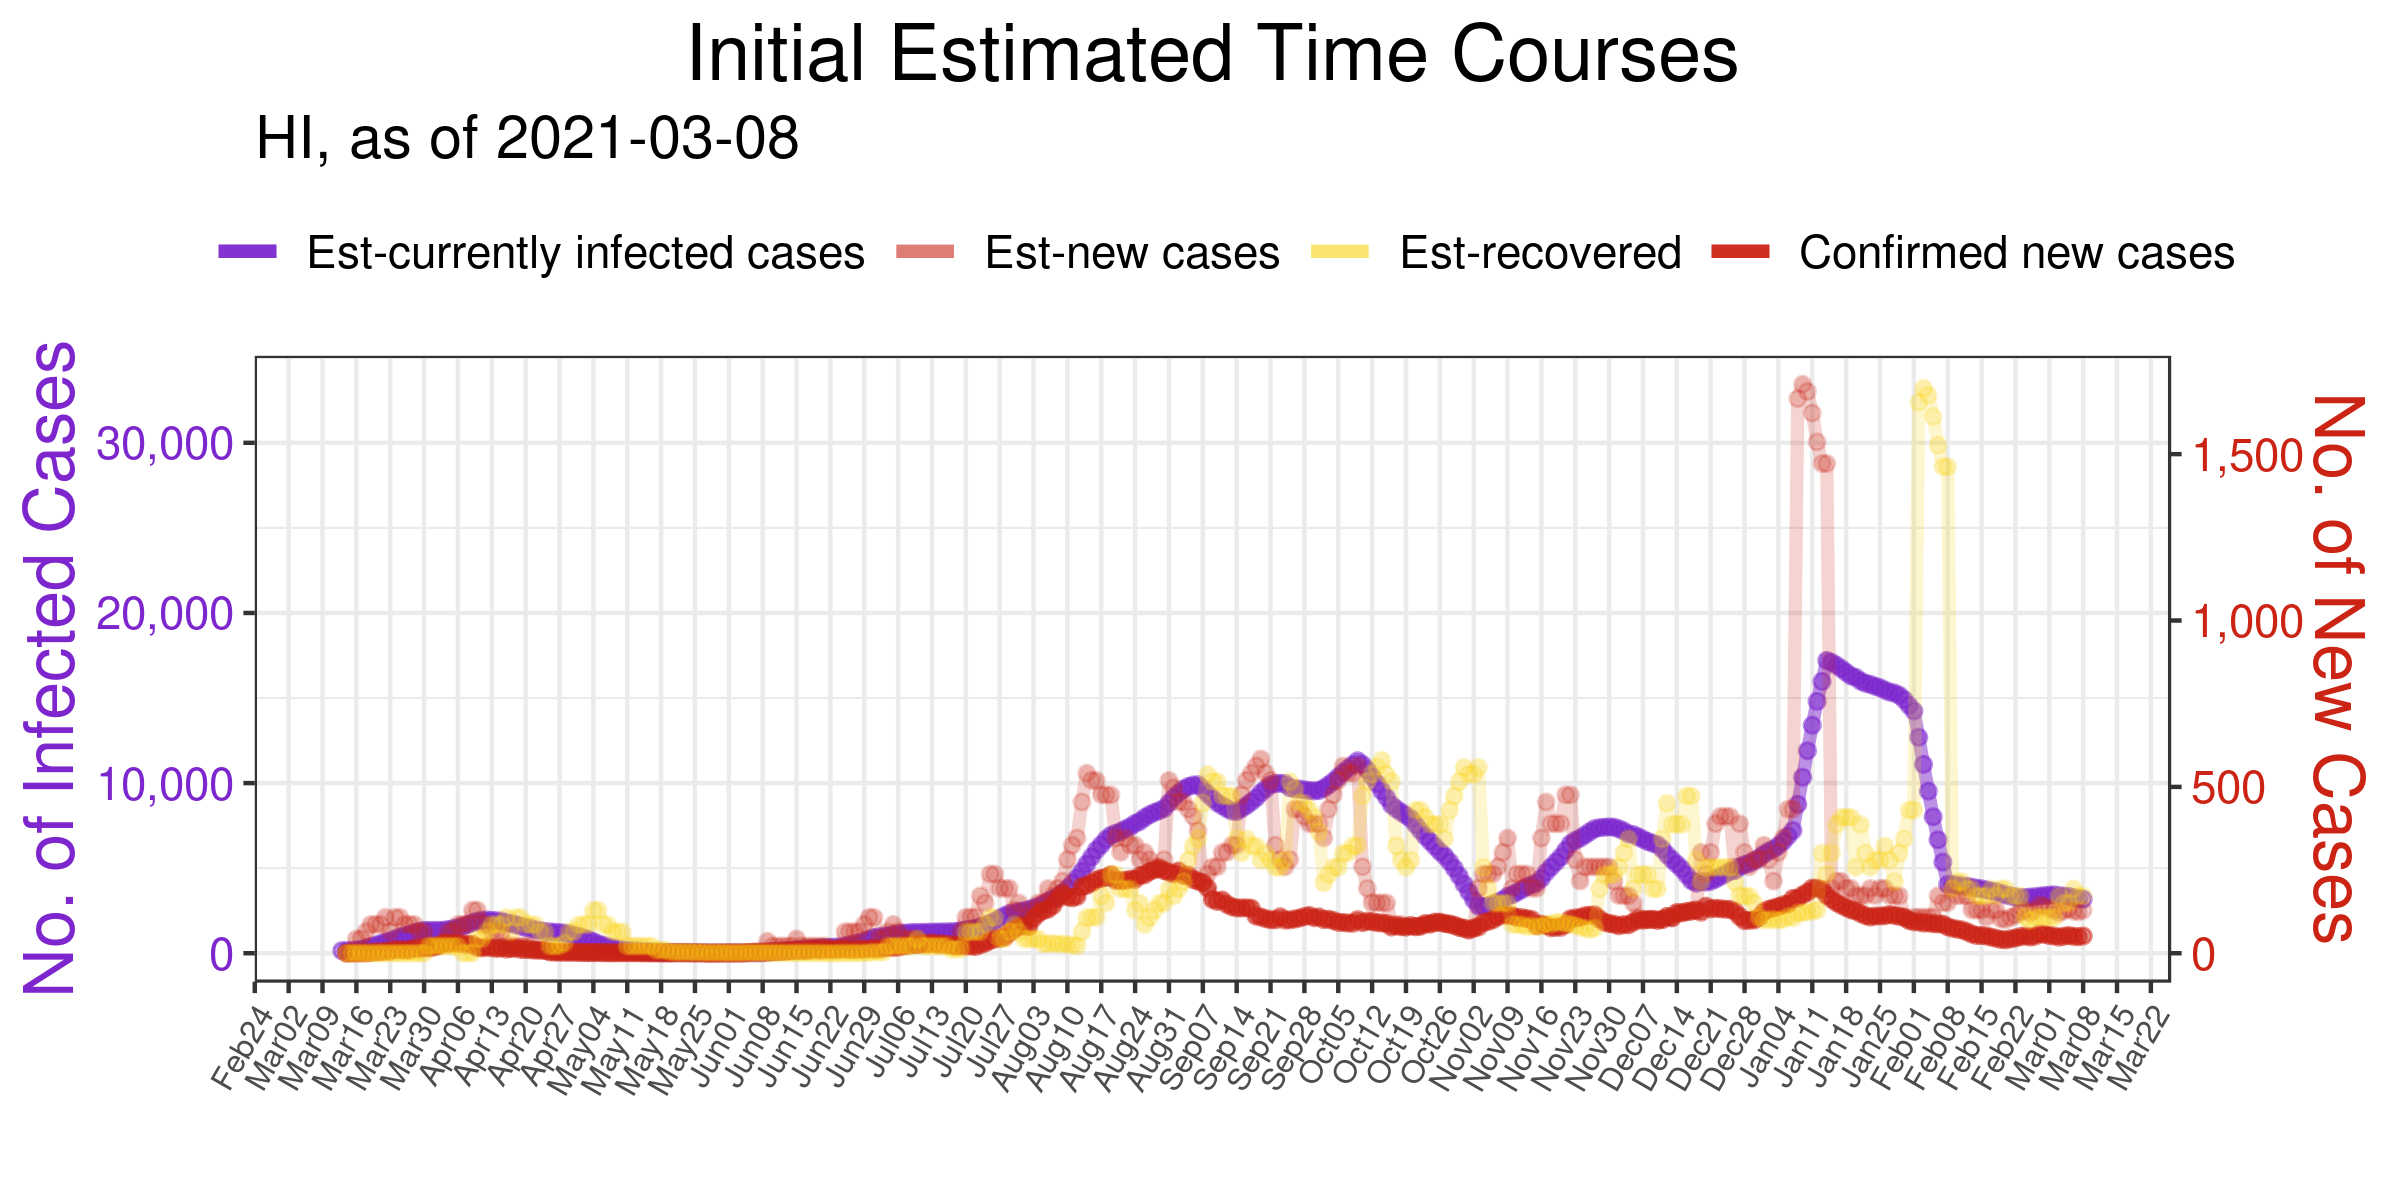 Initial Estimated Time Courses
HI, as of 2021-03-08
Est-currently infected cases Est-new cases Est-recovered Confirmed new cases
No. of Infected Cases
30,000
20,000
10,000
0
1,500
1,000
500
0
No. of New Cases
Feb24 Mar02 Mar09 Mar16 Mar23 Mar30 Apr06 Apr13 Apr20 Apr27 May04 May11 May18 May25 Jun01 Jun08 Jun15 Jun22 Jun29 Jul06 Jul13 Jul20 Jul27 Aug03 Aug10 Aug17 Aug24 Aug31 Sep07 Sep14 Sep21 Sep28 Oct05 Oct12 Oct19 Oct26 Nov02 Nov09 Nov16 Nov23 Nov30 Dec07 Dec14 Dec21 Dec28 Jan04 Jan11 Jan18 Jan25 Feb01 Feb08 Feb15 Feb22 Mar01 Mar08 Mar15 Mar22